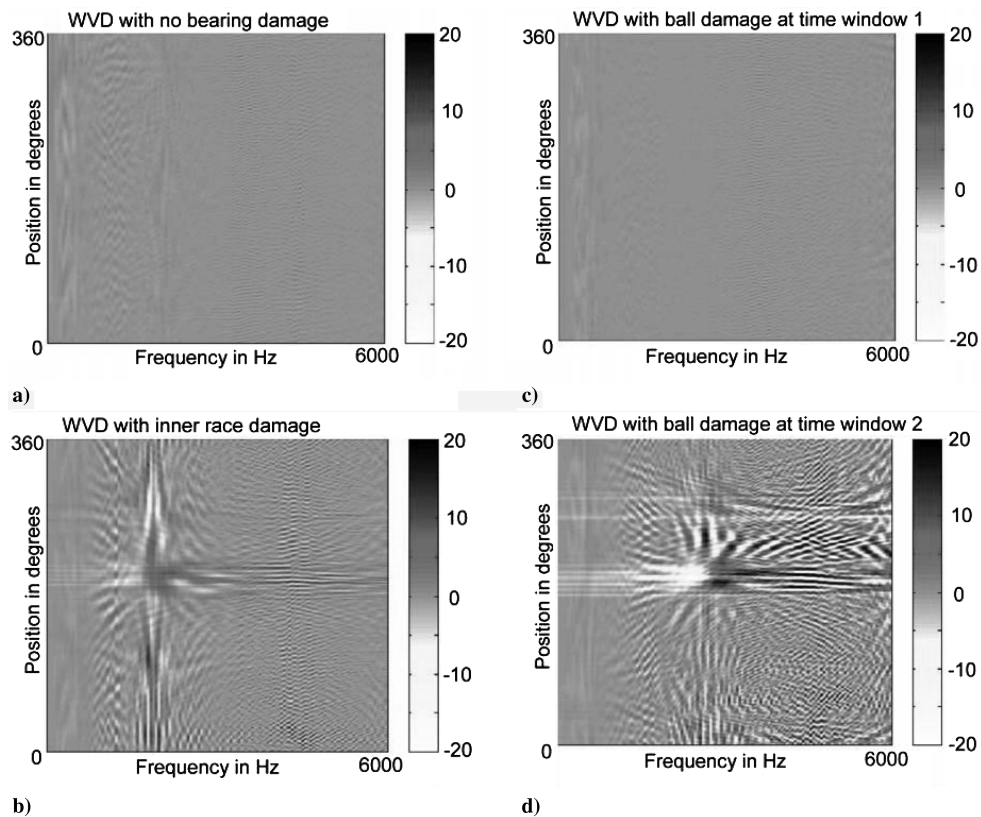 WVD with no bearing damage
360
Position in degrees
0
Frequency in Hz
6000
20
10
0
-10
-20
a)
WVD with ball damage at time window 1
360
Position in degrees
0
Frequency in Hz
6000
20
10
0
-10
-20
c)
WVD with inner race damage
360
Position in degrees
0
Frequency in Hz
6000
20
10
0
-10
-20
b)
WVD with ball damage at time window 2
360
Position in degrees
0
Frequency in Hz
6000
20
10
0
-10
-20
d)